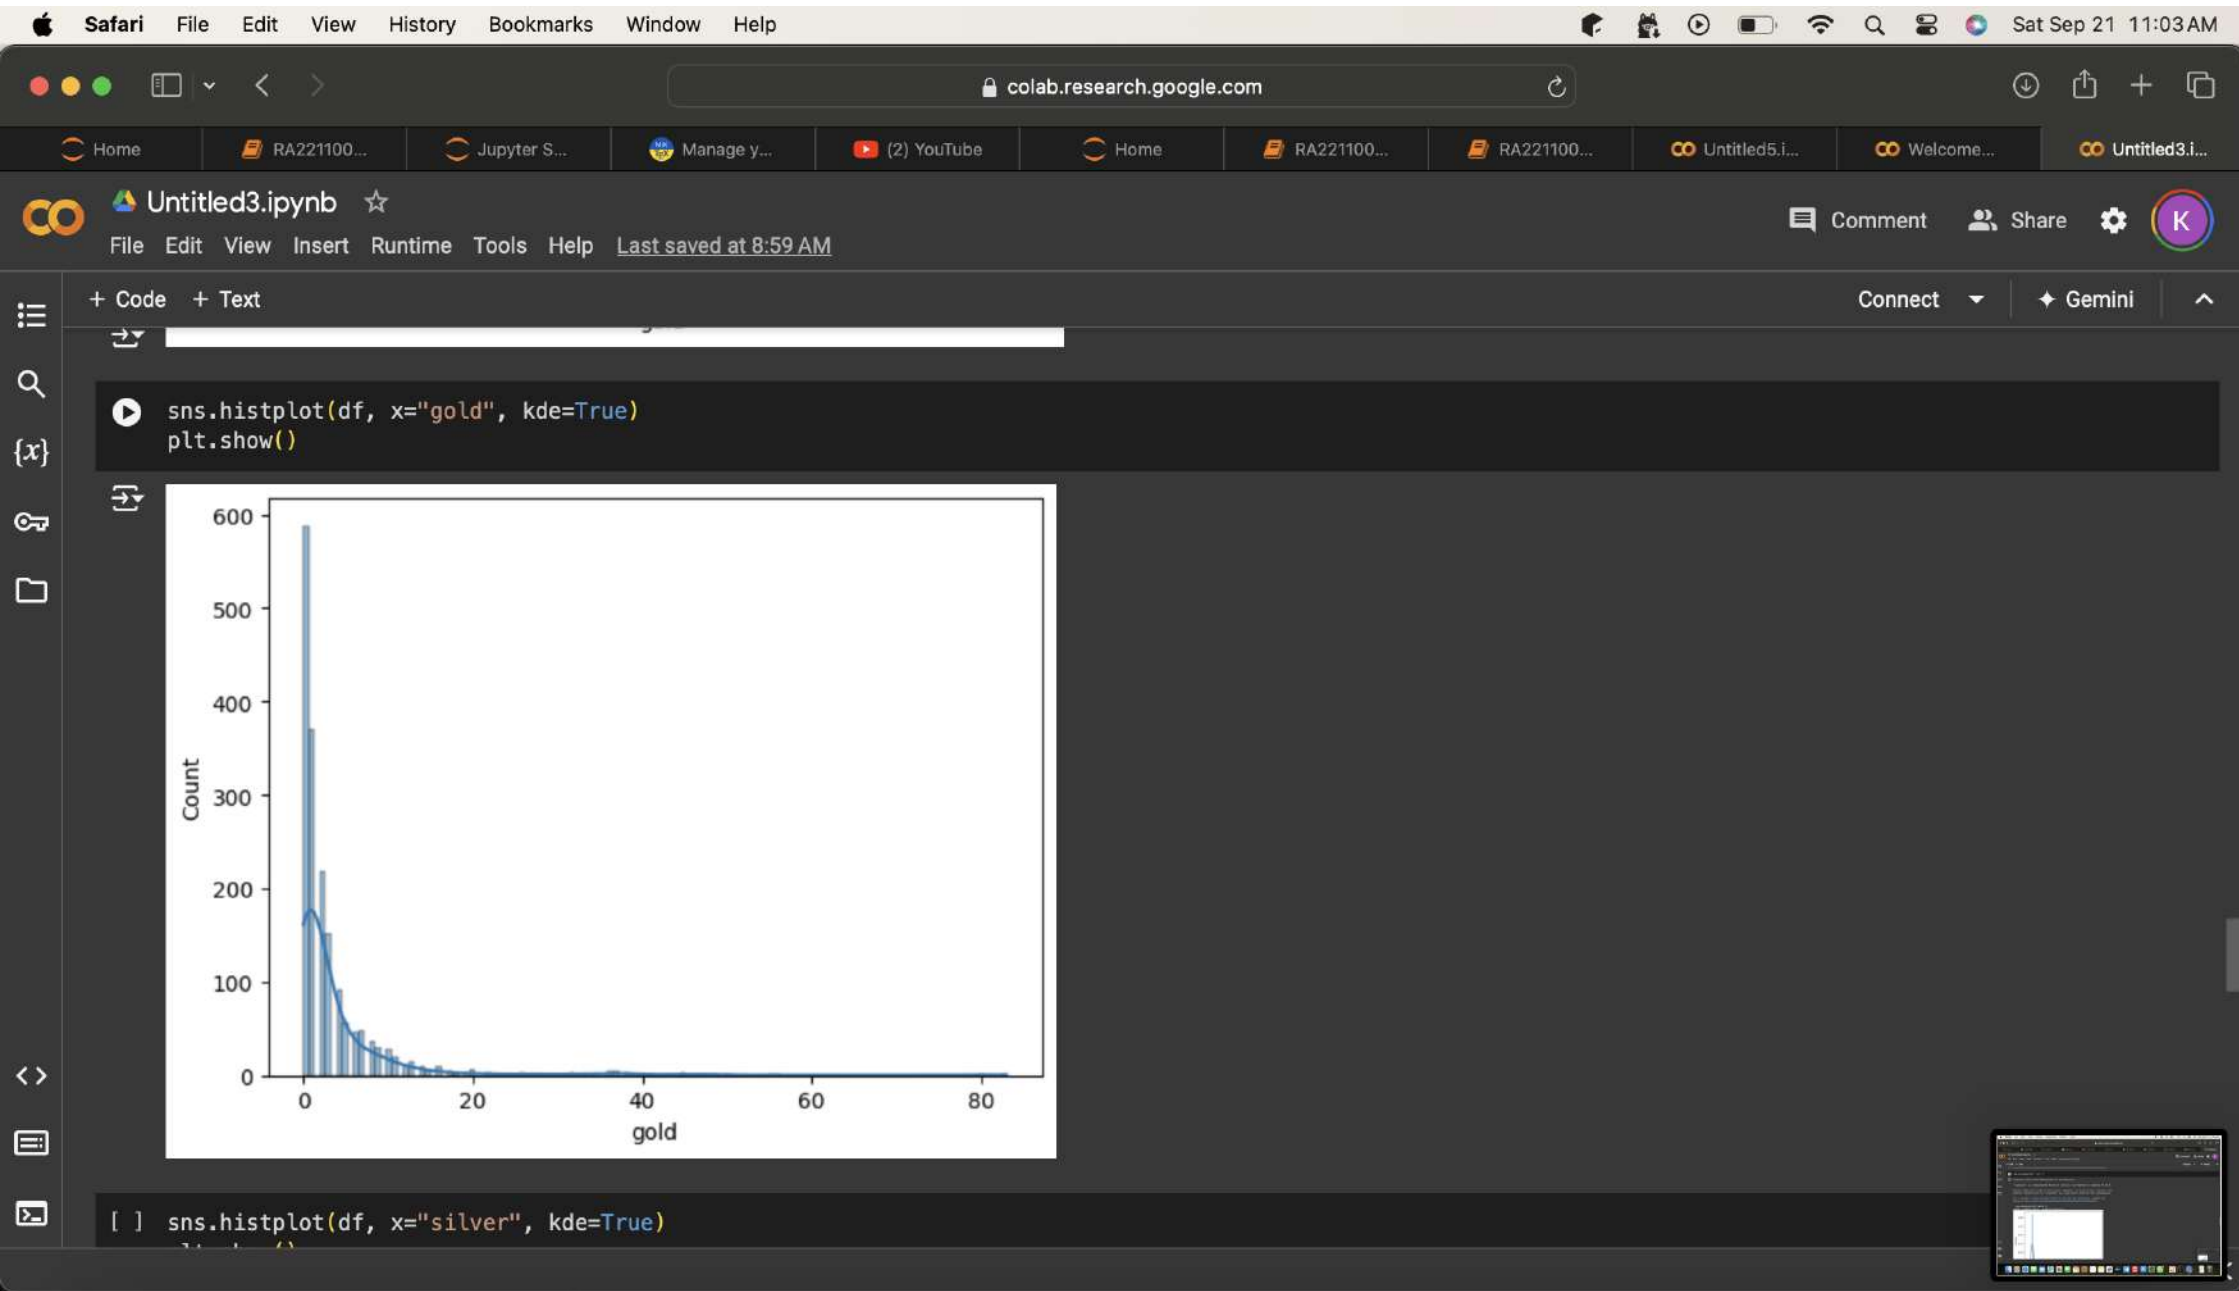 Safari File Edit View History Bookmarks Window Help Sat Sep 21 11:03 AM
colab.research.google.com
Home RA221100... Jupyter S... Manage y... (2) YouTube Home RA221100... RA221100... Untitled5.i... Welcome... Untitled3.i...
Untitled3.ipynb
Comment Share K
File Edit View Insert Runtime Tools Help Last saved at 8:59 AM
+ Code + Text Connect Gemini
{x}
sns.histplot(df, x="gold", kde=True)
plt.show()
600
500
400
300
200
100
0
Count
0 20 40 60 80
gold
[ ] sns.histplot(df, x="silver", kde=True)